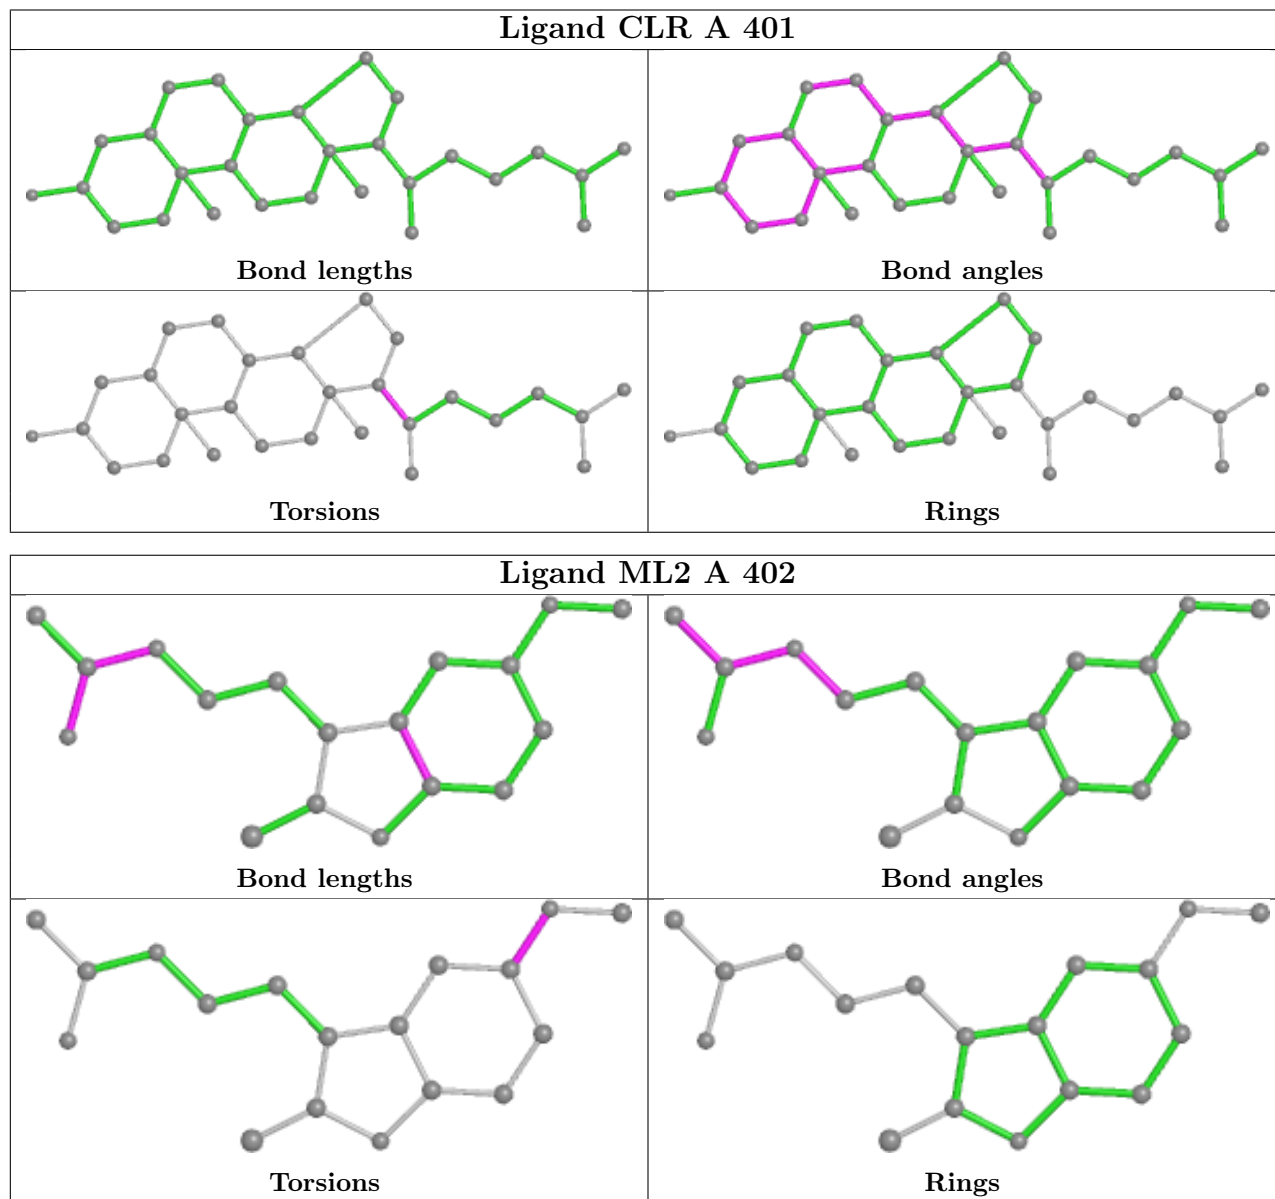 Ligand CLR A 401
Bond lengths
Bond angles
Torsions
Rings
Ligand ML2 A 402
Bond lengths
Bond angles
Torsions
Rings